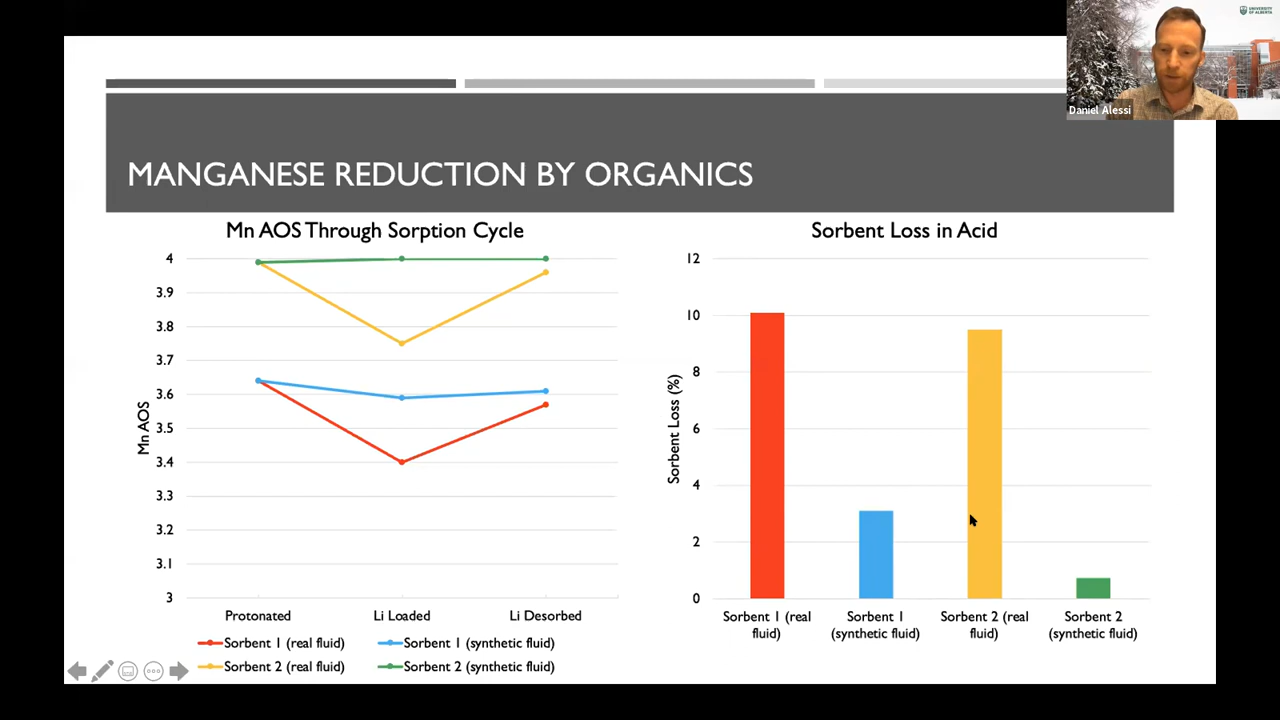 UNIVERSITY
OF ALBERTA
Daniel Alessi
MANGANESE REDUCTION BY ORGANICS
Mn AOS Through Sorption Cycle
4
3.9
3.8
3.7
3.6
3.5
3.4
3.3
3.2
3.1
3
Mn AOS
Protonated
Li Loaded
Li Desorbed
Sorbent 1 (real fluid)
Sorbent 1 (synthetic fluid)
Sorbent 2 (real fluid)
Sorbent 2 (synthetic fluid)
Sorbent Loss in Acid
12
10
8
6
4
2
0
Sorbent Loss (%)
Sorbent 1 (real
fluid)
Sorbent 1
(synthetic fluid)
Sorbent 2 (real
fluid)
Sorbent 2
(synthetic fluid)